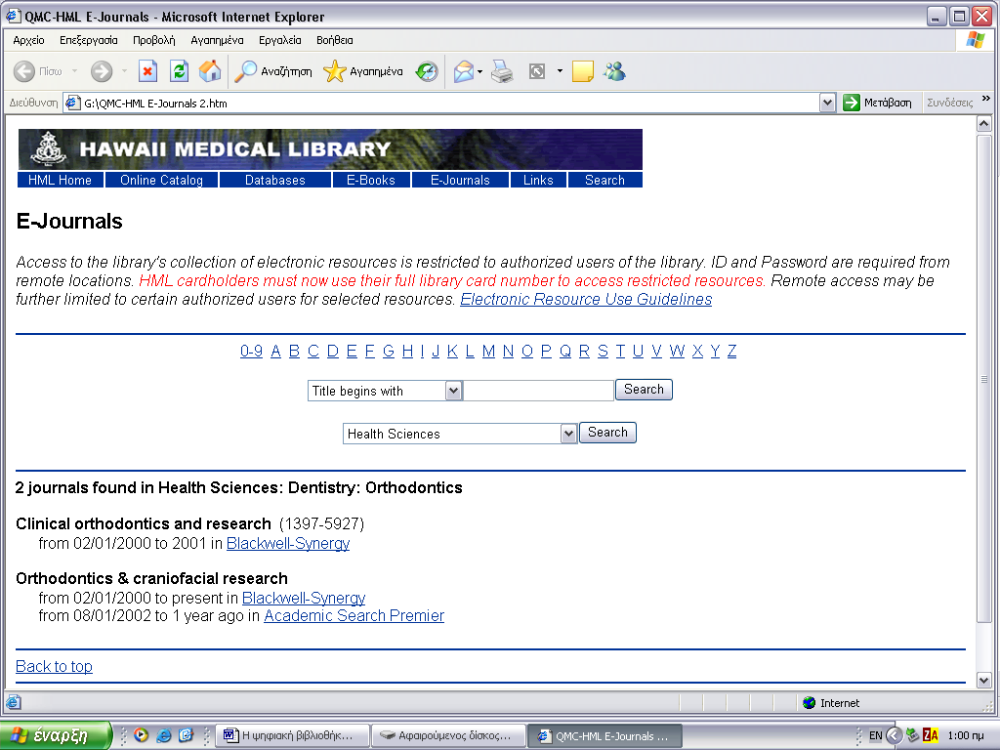 QMC-HML E-Journals - Microsoft Internet Explorer
Αρχείο Επεξεργασία Προβολή Αγαπημένα Εργαλεία Βοήθεια
Πίσω Αναζήτηση Αγαπημένα
Διεύθυνση G:\QMC-HML E-Journals 2.htm Μετάβαση Συνδέσεις »
HAWAII MEDICAL LIBRARY
HML Home Online Catalog Databases E-Books E-Journals Links Search
E-Journals
Access to the library's collection of electronic resources is restricted to authorized users of the library. ID and Password are required from
remote locations. HML cardholders must now use their full library card number to access restricted resources. Remote access may be
further limited to certain authorized users for selected resources. Electronic Resource Use Guidelines
0-9 A B C D E F G H I J K L M N O P Q R S T U V W X Y Z
Title begins with Search
Health Sciences Search
2 journals found in Health Sciences: Dentistry: Orthodontics
Clinical orthodontics and research (1397-5927)
from 02/01/2000 to 2001 in Blackwell-Synergy
Orthodontics & craniofacial research
from 02/01/2000 to present in Blackwell-Synergy
from 08/01/2002 to 1 year ago in Academic Search Premier
Back to top
Internet
έναρξη Η ψηφιακή βιβλιοθήκ... Αφαιρούμενος δίσκος... QMC-HML E-Journals ... EN ZA 1:00 πμ